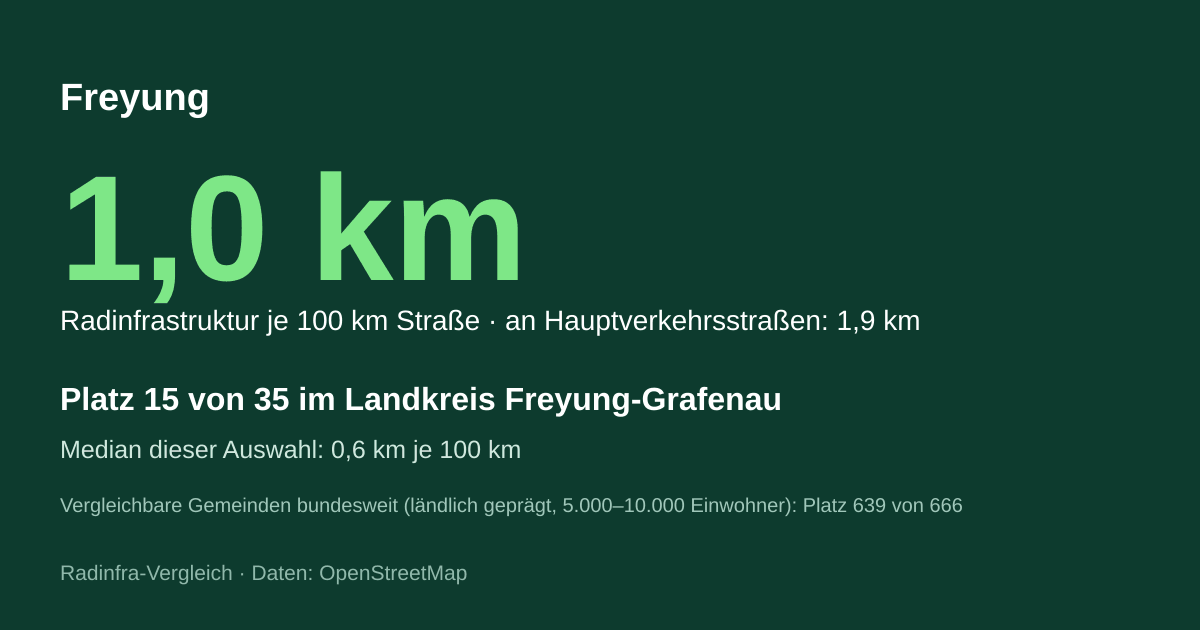 Freyung
1,0 km
Radinfrastruktur je 100 km Straße · an Hauptverkehrsstraßen: 1,9 km
Platz 15 von 35 im Landkreis Freyung-Grafenau
Median dieser Auswahl: 0,6 km je 100 km
Vergleichbare Gemeinden bundesweit (ländlich geprägt, 5.000–10.000 Einwohner): Platz 639 von 666
Radinfra-Vergleich · Daten: OpenStreetMap